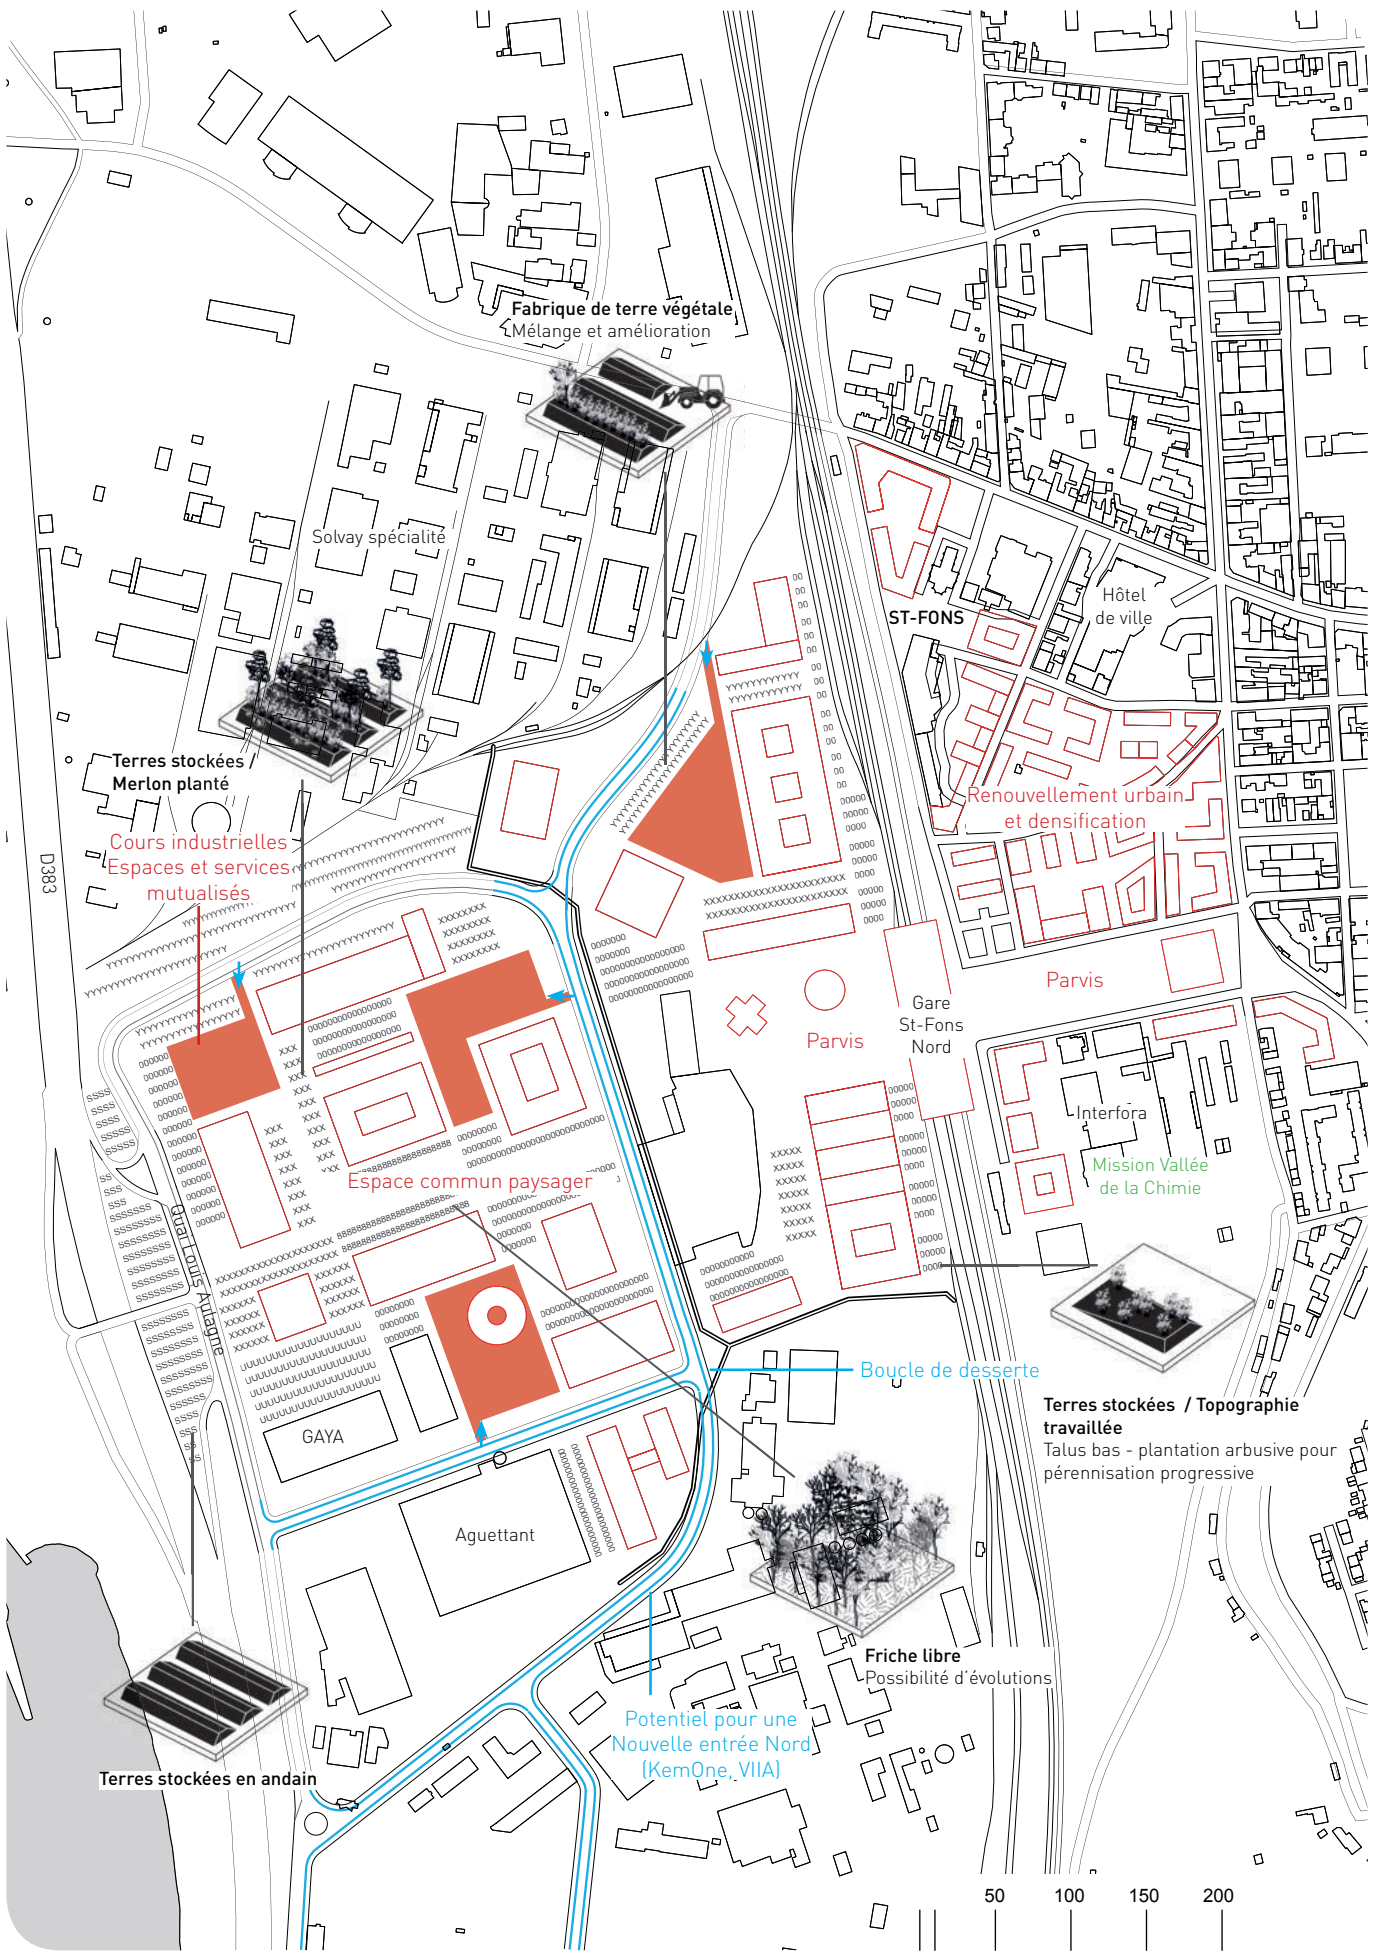 Fabrique de terre végétale
Mélange et amélioration
Solvay spécialité
ST-FONS
Hôtel
de ville
Terres stockées /
Merlon planté
Cours industrielles
Espaces et services
mutualisés
D383
Renouvellement urbain
et densification
Parvis
Gare
St-Fons
Nord
Parvis
Interfora
Mission Vallée
de la Chimie
Espace commun paysager
Quai Louis Aulagne
Boucle de desserte
Terres stockées / Topographie
travaillée
Talus bas - plantation arbusive pour
pérennisation progressive
GAYA
Aguettant
Friche libre
Possibilité d'évolutions
Potentiel pour une
Nouvelle entrée Nord
(KemOne, VIIA)
Terres stockées en andain
50 100 150 200